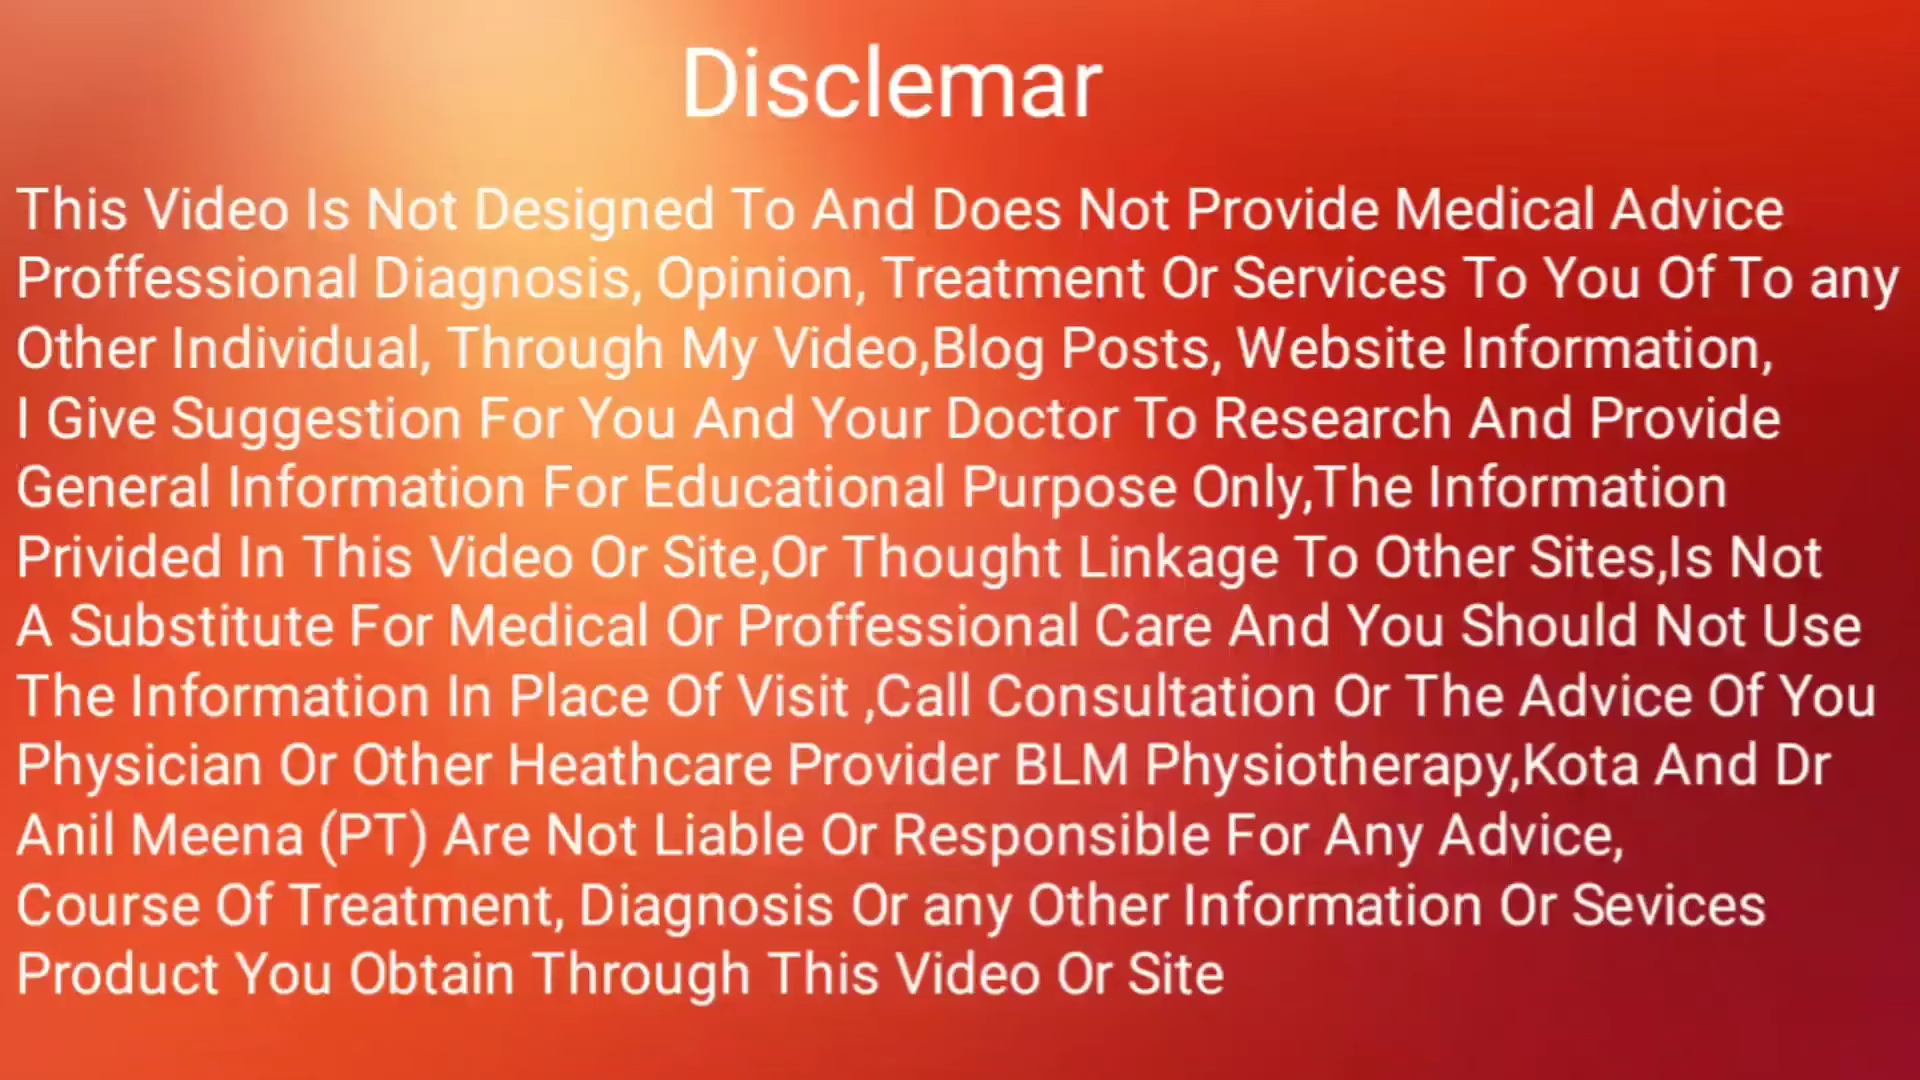 Disclemar
This Video Is Not Designed To And Does Not Provide Medical Advice
Proffessional Diagnosis, Opinion, Treatment Or Services To You Of To any
Other Individual, Through My Video,Blog Posts, Website Information,
I Give Suggestion For You And Your Doctor To Research And Provide
General Information For Educational Purpose Only,The Information
Privided In This Video Or Site,Or Thought Linkage To Other Sites,Is Not
A Substitute For Medical Or Proffessional Care And You Should Not Use
The Information In Place Of Visit ,Call Consultation Or The Advice Of You
Physician Or Other Heathcare Provider BLM Physiotherapy,Kota And Dr
Anil Meena (PT) Are Not Liable Or Responsible For Any Advice,
Course Of Treatment, Diagnosis Or any Other Information Or Sevices
Product You Obtain Through This Video Or Site